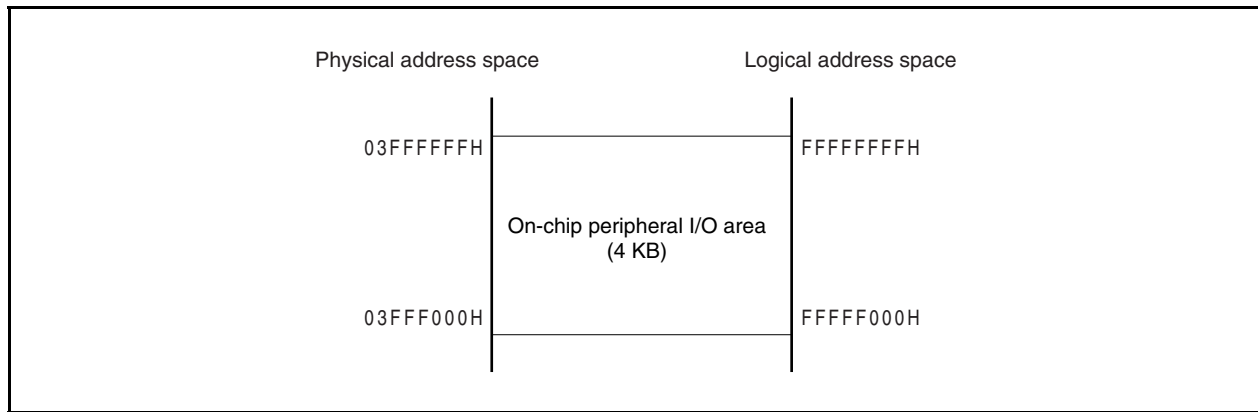 Physical address space
Logical address space
03FFFFFFH
FFFFFFFFH
On-chip peripheral I/O area
(4 KB)
03FFF000H
FFFFF000H